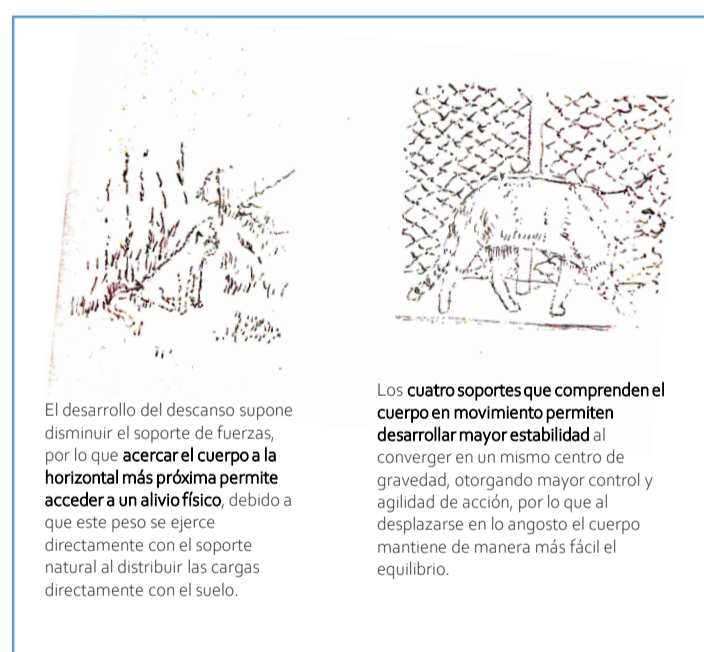 El desarrollo del descanso supone
disminuir el soporte de fuerzas,
por lo que acercar el cuerpo a la
horizontal más próxima permite
acceder a un alivio físico, debido a
que este peso se ejerce
directamente con el soporte
natural al distribuir las cargas
directamente con el suelo.
Los cuatro soportes que comprenden el
cuerpo en movimiento permiten
desarrollar mayor estabilidad al
converger en un mismo centro de
gravedad, otorgando mayor control y
agilidad de acción, por lo que al
desplazarse en lo angosto el cuerpo
mantiene de manera más fácil el
equilibrio.